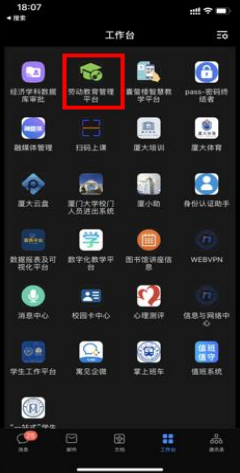 18:07
搜索
工作台
经济学科数据
库审批
劳动教育管理
平台
囊萤楼智慧教
学平台
pass-密码终
结者
融媒体管理
扫码上课
厦大培训
厦大体育
厦大云盘
厦门大学校门
人员进出系统
厦小助
身份认证助手
数据报表及可
视化平台
数字化教学平
台
图书馆讲座信
息
WEBVPN
消息中心
校园卡中心
心理测评
信息与网络中
心
学生工作平台
寓见企微
掌上班车
值班系统
值班
值守
学
消息
邮件
文档
工作台
通讯录